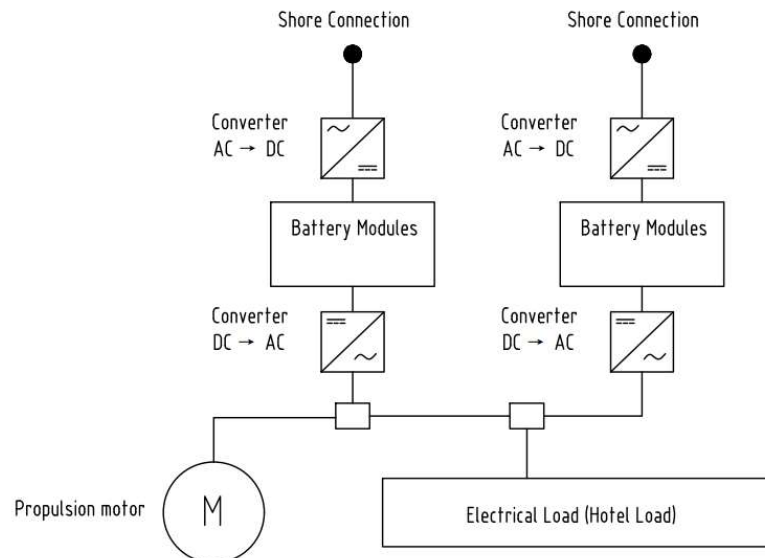 Shore Connection
Shore Connection
Converter
AC → DC
Converter
AC → DC
Battery Modules
Battery Modules
Converter
DC → AC
Converter
DC → AC
Propulsion motor
M
Electrical Load (Hotel Load)